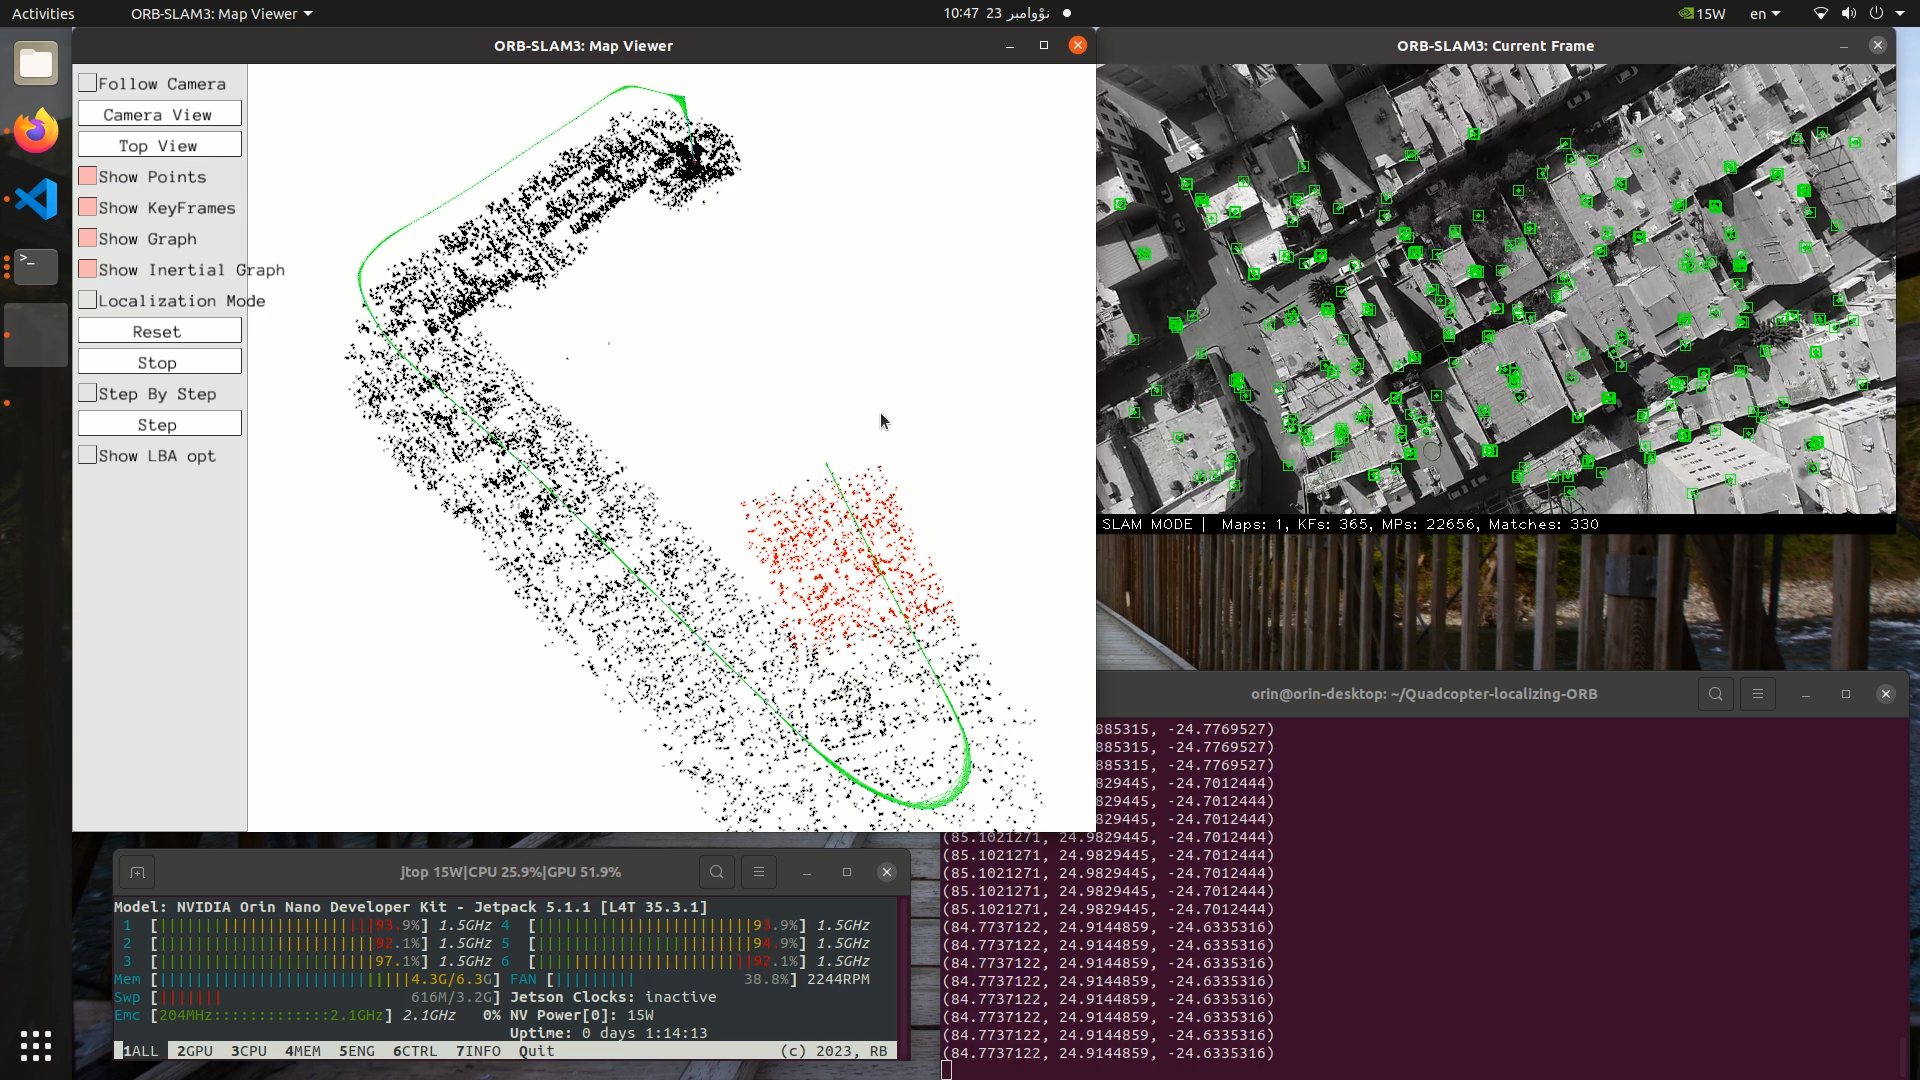 Activities
ORB-SLAM3: Map Viewer
10:47 23 نوْوامبر
15W
en
ORB-SLAM3: Map Viewer
Follow Camera
Camera View
Top View
Show Points
Show KeyFrames
Show Graph
Show Inertial Graph
Localization Mode
Reset
Stop
Step By Step
Step
Show LBA opt
ORB-SLAM3: Current Frame
SLAM MODE | Maps: 1, KFs: 365, MPs: 22656, Matches: 330
orin@orin-desktop: ~/Quadcopter-localizing-ORB
885315, -24.7769527)
885315, -24.7769527)
885315, -24.7769527)
829445, -24.7012444)
829445, -24.7012444)
829445, -24.7012444)
(85.1021271, 24.9829445, -24.7012444)
(85.1021271, 24.9829445, -24.7012444)
(85.1021271, 24.9829445, -24.7012444)
(85.1021271, 24.9829445, -24.7012444)
(85.1021271, 24.9829445, -24.7012444)
(84.7737122, 24.9144859, -24.6335316)
(84.7737122, 24.9144859, -24.6335316)
(84.7737122, 24.9144859, -24.6335316)
(84.7737122, 24.9144859, -24.6335316)
(84.7737122, 24.9144859, -24.6335316)
(84.7737122, 24.9144859, -24.6335316)
(84.7737122, 24.9144859, -24.6335316)
(84.7737122, 24.9144859, -24.6335316)
jtop 15W|CPU 25.9%|GPU 51.9%
Model: NVIDIA Orin Nano Developer Kit - Jetpack 5.1.1 [L4T 35.3.1]
1 [93.9%] 1.5GHz 4 [93.9%] 1.5GHz
2 [92.1%] 1.5GHz 5 [94.9%] 1.5GHz
3 [97.1%] 1.5GHz 6 [92.1%] 1.5GHz
Mem [4.3G/6.3G] FAN [38.8%] 2244RPM
Swp [616M/3.2G] Jetson Clocks: inactive
Emc [204MHz:::::::::::::2.1GHz] 2.1GHz 0% NV Power[0]: 15W
Uptime: 0 days 1:14:13
1ALL 2GPU 3CPU 4MEM 5ENG 6CTRL 7INFO Quit (c) 2023, RB